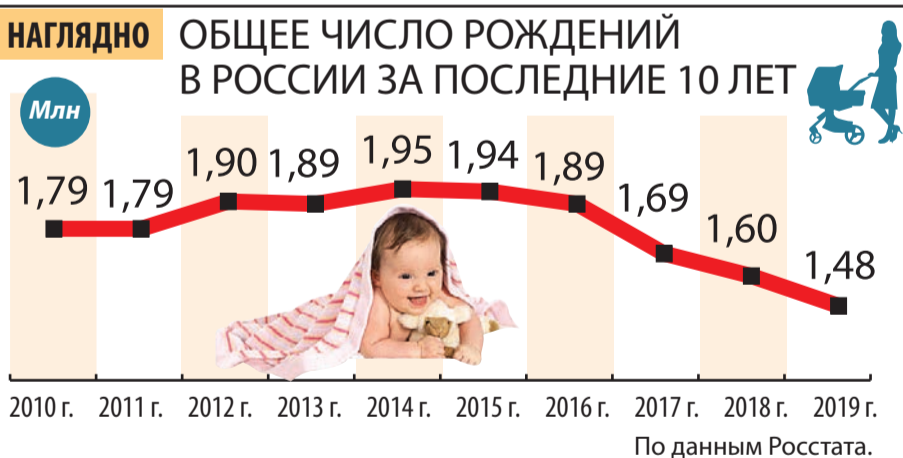 НАГЛЯДНО
ОБЩЕЕ ЧИСЛО РОЖДЕНИЙ
В РОССИИ ЗА ПОСЛЕДНИЕ 10 ЛЕТ
Млн
1,79 1,79 1,90 1,89 1,95 1,94 1,89 1,69 1,60 1,48
2010 г. 2011 г. 2012 г. 2013 г. 2014 г. 2015 г. 2016 г. 2017 г. 2018 г. 2019 г.
По данным Росстата.